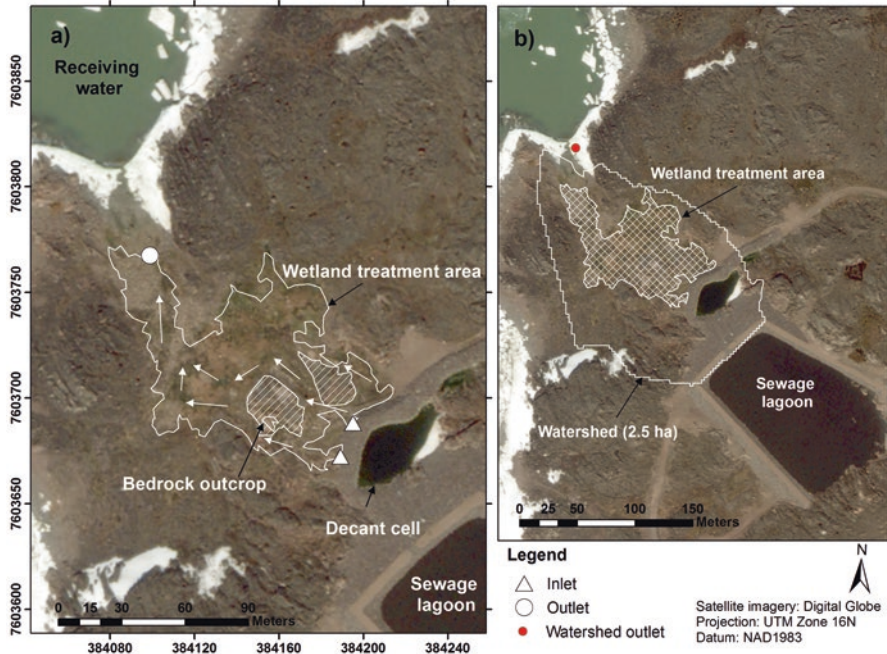 a)
Receiving
water
Wetland treatment area
Bedrock outcrop
Decant cell
Sewage
lagoon
0 15 30 60 90
Meters
7603850
7603800
7603750
7603700
7603650
7603600
384080 384120 384160 384200 384240
b)
Wetland treatment area
Sewage
lagoon
Watershed (2.5 ha)
0 25 50 100 150
Meters
Legend
Inlet
Outlet
Watershed outlet
N
Satellite imagery: Digital Globe
Projection: UTM Zone 16N
Datum: NAD1983